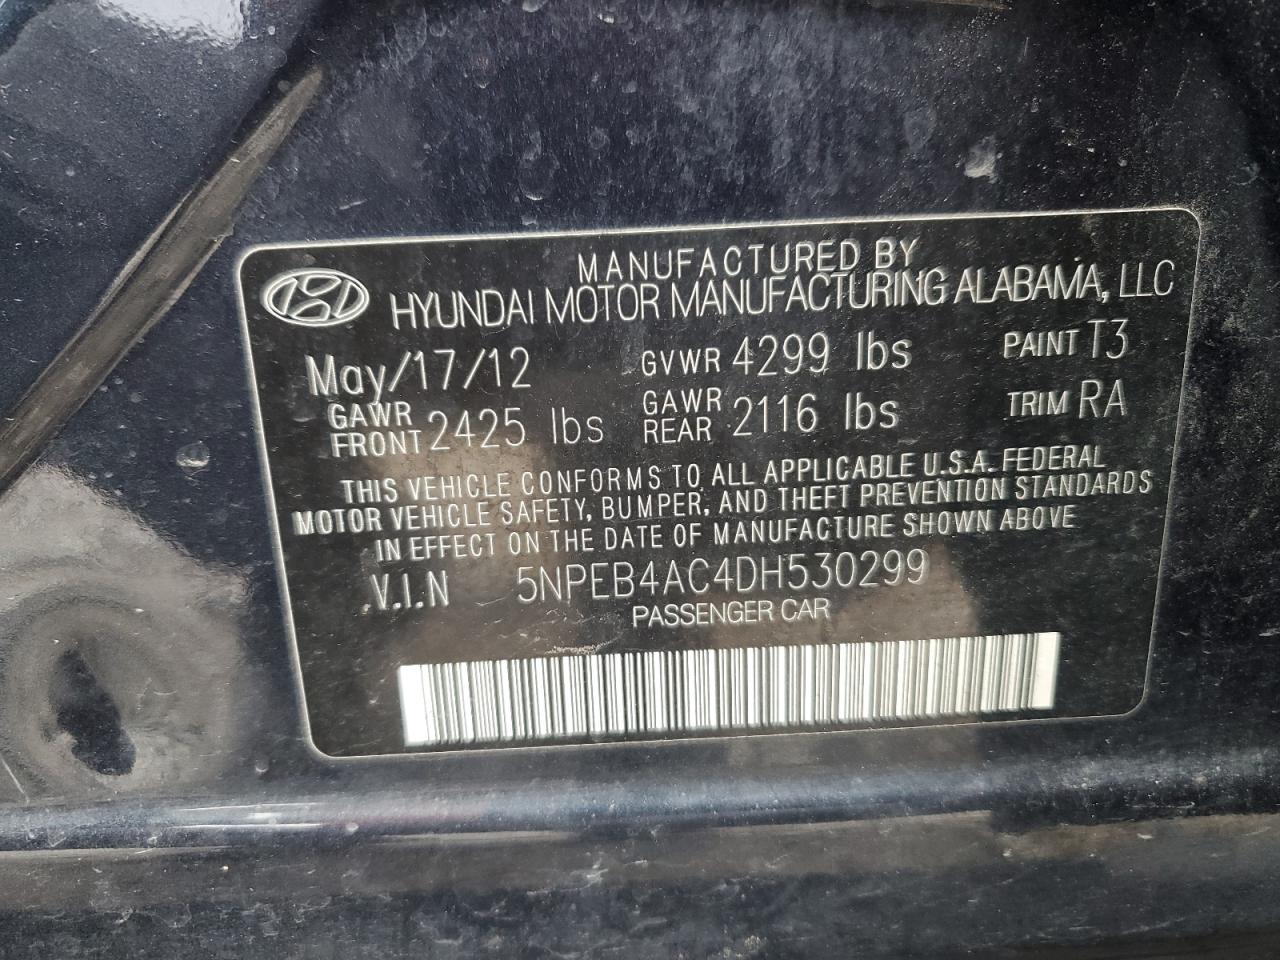 MANUFACTURED BY
HYUNDAI MOTOR MANUFACTURING ALABAMA, LLC
May/17/12 GVWR 4299 lbs PAINT T3
GAWR FRONT 2425 lbs GAWR REAR 2116 lbs TRIM RA
THIS VEHICLE CONFORMS TO ALL APPLICABLE U.S.A. FEDERAL
MOTOR VEHICLE SAFETY, BUMPER, AND THEFT PREVENTION STANDARDS
IN EFFECT ON THE DATE OF MANUFACTURE SHOWN ABOVE
V.I.N 5NPEB4AC4DH530299
PASSENGER CAR